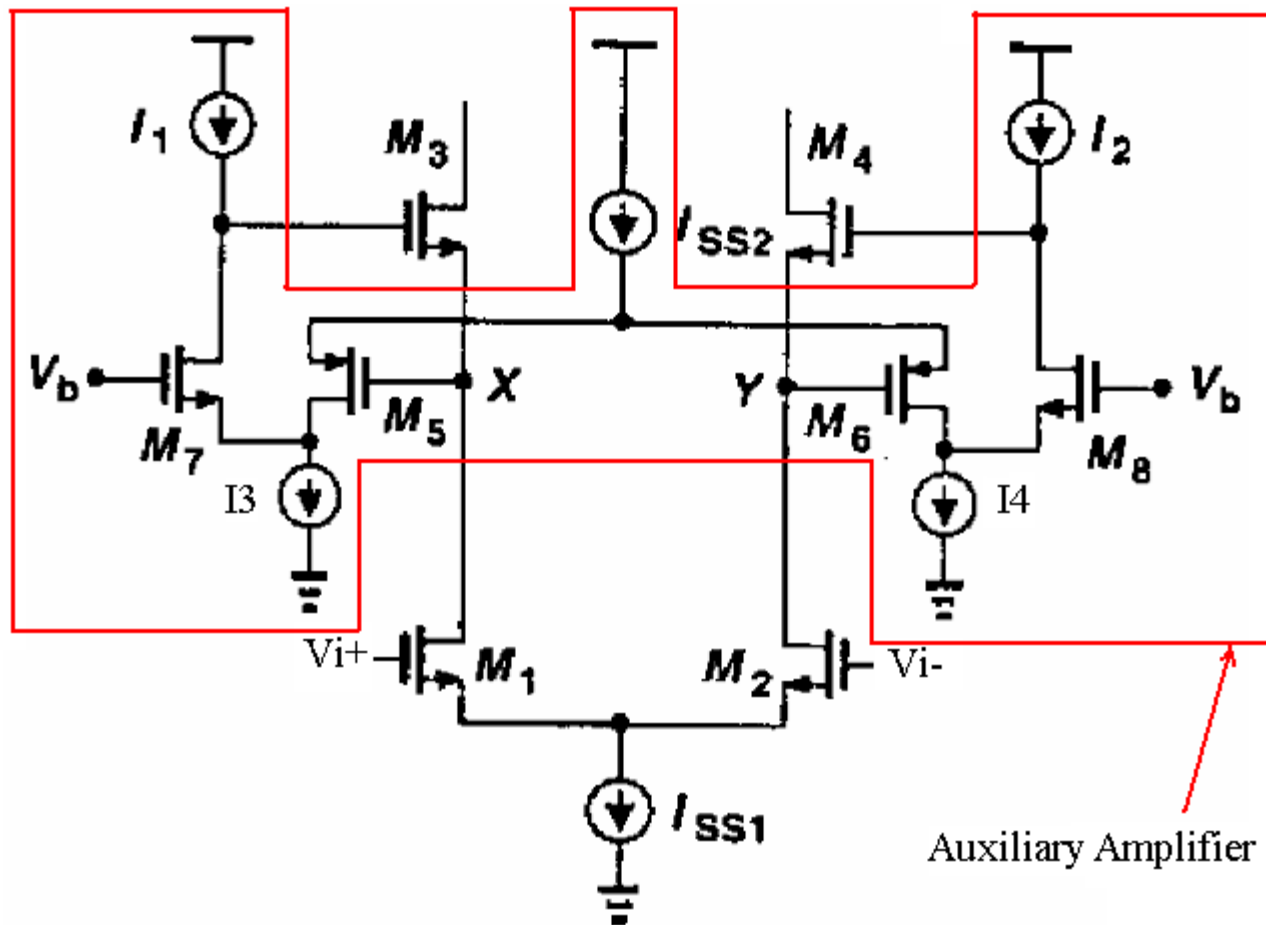 I1
M3
M4
I2
ISS2
Vb
X
Y
Vb
M7
M5
M6
M8
I3
I4
Vi+
M1
M2
Vi-
ISS1
Auxiliary Amplifier